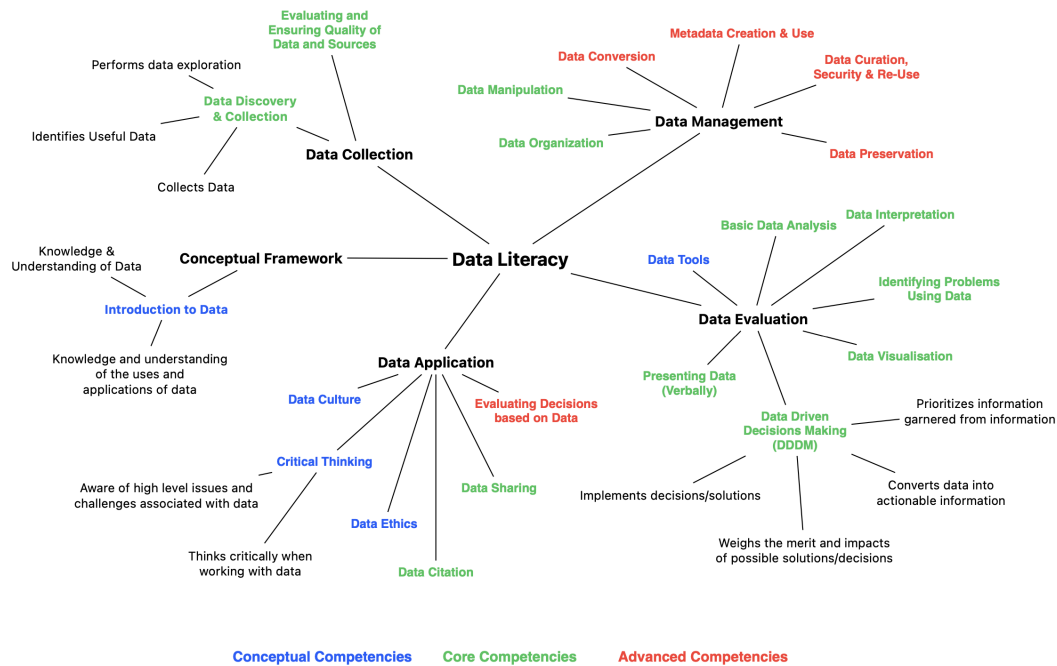 Evaluating and
Ensuring Quality of
Data and Sources
Performs data exploration
Data Discovery
& Collection
Identifies Useful Data
Collects Data
Data Collection
Metadata Creation & Use
Data Conversion
Data Curation,
Security & Re-Use
Data Manipulation
Data Management
Data Organization
Data Preservation
Knowledge &
Understanding of Data
Conceptual Framework
Introduction to Data
Knowledge and understanding
of the uses and
applications of data
Data Literacy
Data Interpretation
Basic Data Analysis
Data Tools
Identifying Problems
Using Data
Data Evaluation
Data Visualisation
Presenting Data
(Verbally)
Data Driven
Decisions Making
(DDDM)
Prioritizes information
garnered from information
Implements decisions/solutions
Converts data into
actionable information
Weighs the merit and impacts
of possible solutions/decisions
Data Application
Data Culture
Evaluating Decisions
based on Data
Critical Thinking
Aware of high level issues and
challenges associated with data
Data Sharing
Data Ethics
Thinks critically when
working with data
Data Citation
Conceptual Competencies
Core Competencies
Advanced Competencies